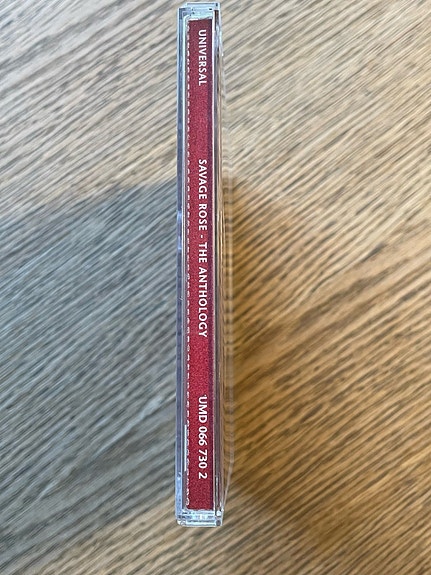 UNIVERSAL
SAVAGE ROSE - THE ANTHOLOGY
UMD 066 730 2